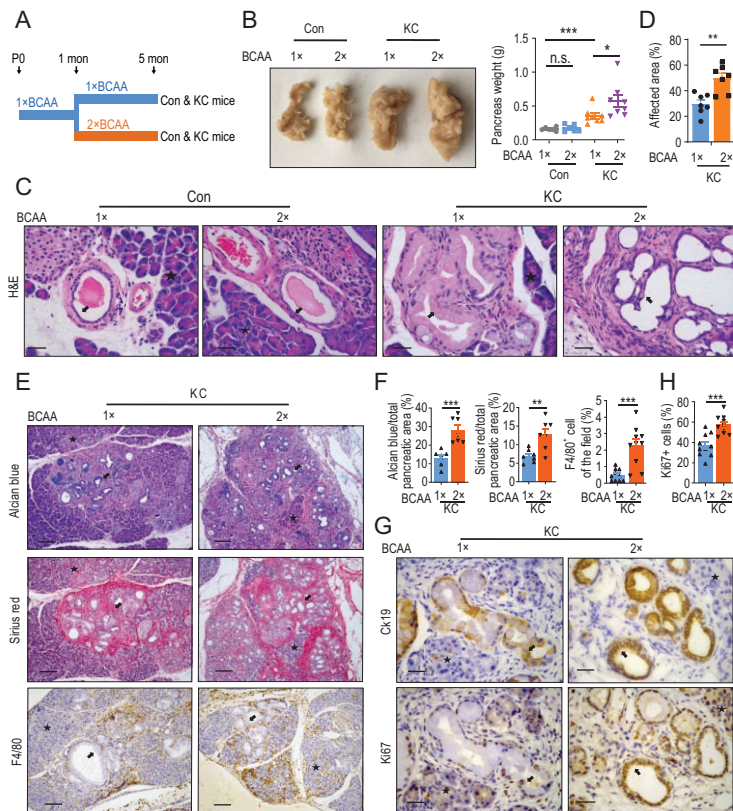 A
P0 1 mon 5 mon
1×BCAA
1×BCAA Con & KC mice
2×BCAA
Con & KC mice
B
Con KC
BCAA 1× 2× 1× 2×
Pancreas weight (g)
1.5
1.0
0.5
0.0
***
*
n.s.
BCAA 1× 2× 1× 2×
Con KC
D
Affected area (%)
80
60
40
20
0
**
BCAA 1× 2×
KC
C
Con KC
BCAA 1× 2× 1× 2×
H&E
E
KC
BCAA 1× 2×
Alcian blue
Sirius red
F4/80
F
Alcian blue/total
pancreatic area (%)
40
30
20
10
0
***
BCAA 1× 2×
KC
Sirius red/total
pancreatic area (%)
20
15
10
5
0
**
1× 2×
KC
F4/80+ cell
of the field (%)
5
4
3
2
1
0
***
BCAA 1× 2×
KC
H
Ki67+ cells (%)
80
60
40
20
0
***
BCAA 1× 2×
KC
G
KC
BCAA 1× 2×
Ck19
Ki67